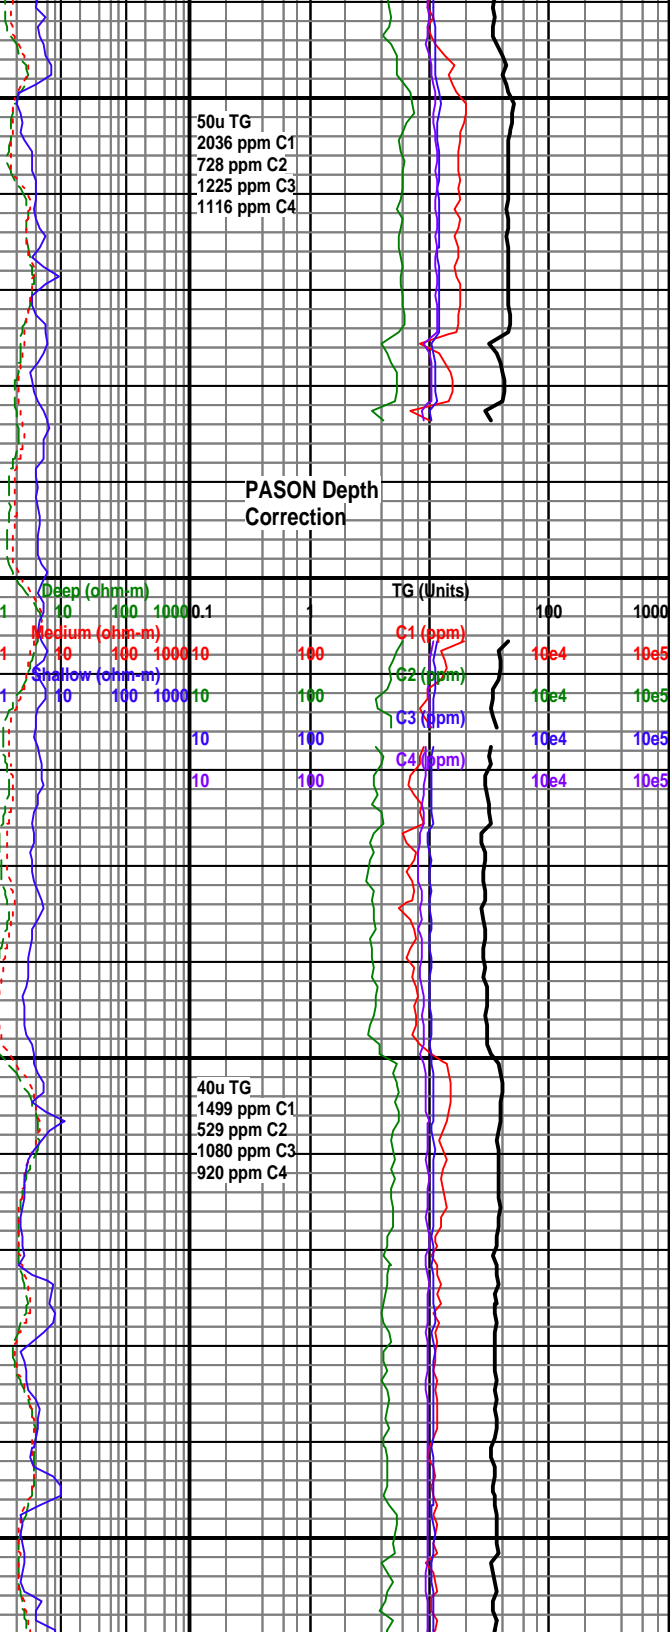 50u TG
2036 ppm C1
728 ppm C2
1225 ppm C3
1116 ppm C4
PASON Depth
Correction
Deep (ohm-m) TG (Units)
1 10 100 1000 0.1 1 100 1000
Medium (ohm-m) C1 (ppm)
1 10 100 1000 10 100 10e4 10e5
Shallow (ohm-m) C2 (ppm)
1 10 100 1000 10 100 10e4 10e5
C3 (ppm)
10 100 10e4 10e5
C4 (ppm)
10 100 10e4 10e5
40u TG
1499 ppm C1
529 ppm C2
1080 ppm C3
920 ppm C4